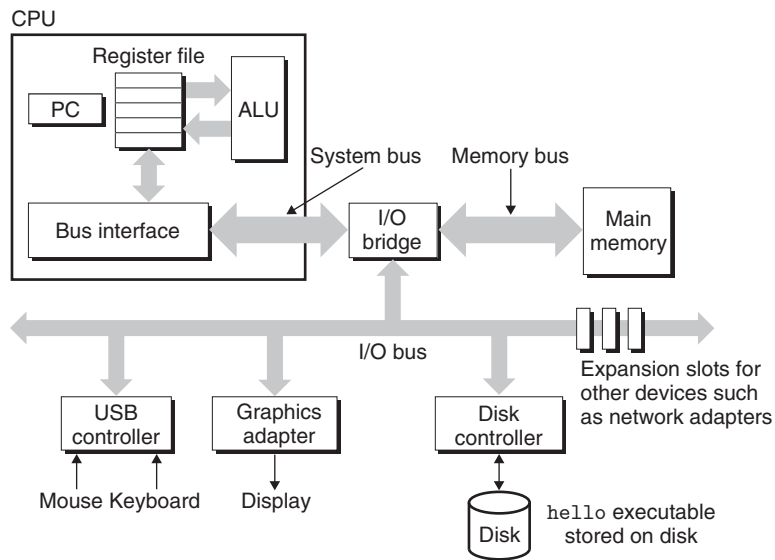 CPU
Register file
PC
ALU
System bus
Memory bus
Bus interface
I/O
bridge
Main
memory
I/O bus
Expansion slots for
other devices such
as network adapters
USB
controller
Graphics
adapter
Disk
controller
Mouse Keyboard
Display
Disk
hello executable
stored on disk